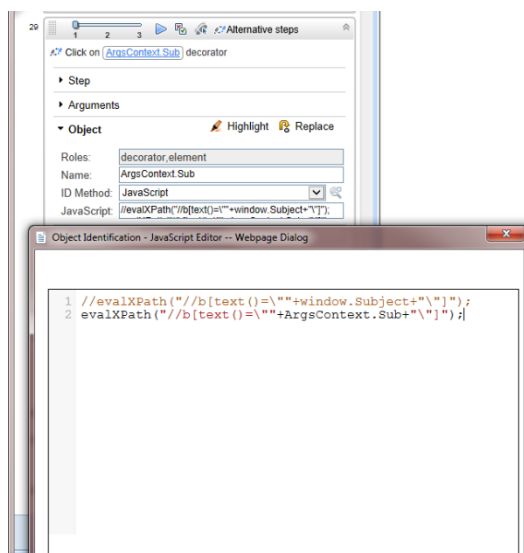 29
1 2 3 Alternative steps
Click on ArgsContext.Sub decorator
Step
Arguments
Object Highlight Replace
Roles: decorator,element
Name: ArgsContext.Sub
ID Method: JavaScript
JavaScript: //evalXPath("//b[text()=\""+window.Subject+"\"]");
Object Identification - JavaScript Editor -- Webpage Dialog
1 //evalXPath("//b[text()=\""+window.Subject+"\"]");
2 evalXPath("//b[text()=\""+ArgsContext.Sub+"\"]");